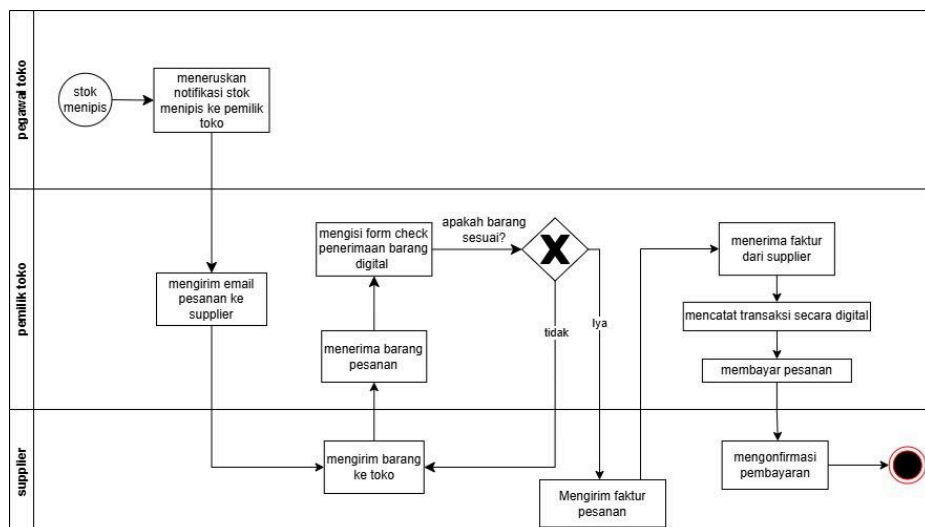 pegawai toko
stok
menipis
meneruskan
notifikasi stok
menipis ke pemilik
toko
pemilik toko
mengirim email
pesanan ke
supplier
mengisi form check
penerimaan barang
digital
menerima barang
pesanan
apakah barang
sesuai?
X
tidak
Iya
menerima faktur
dari supplier
mencatat transaksi secara digital
membayar pesanan
supplier
mengirim barang
ke toko
Mengirim faktur
pesanan
mengonfirmasi
pembayaran